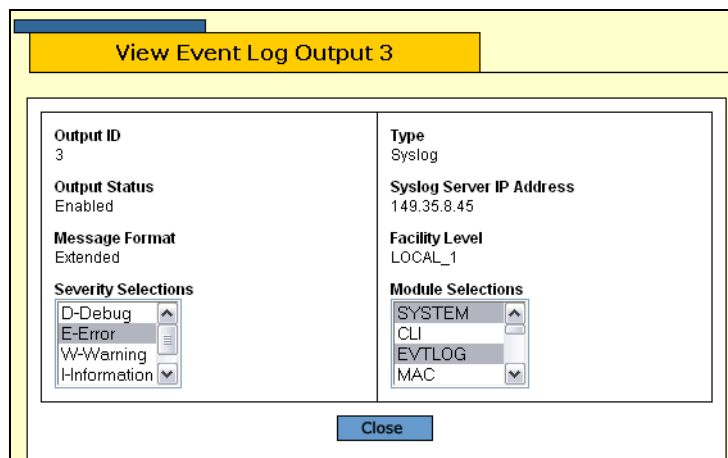 View Event Log Output 3
Output ID
3
Output Status
Enabled
Message Format
Extended
Severity Selections
D-Debug
E-Error
W-Warning
I-Information
Type
Syslog
Syslog Server IP Address
149.35.8.45
Facility Level
LOCAL_1
Module Selections
SYSTEM
CLI
EVTLOG
MAC
Close